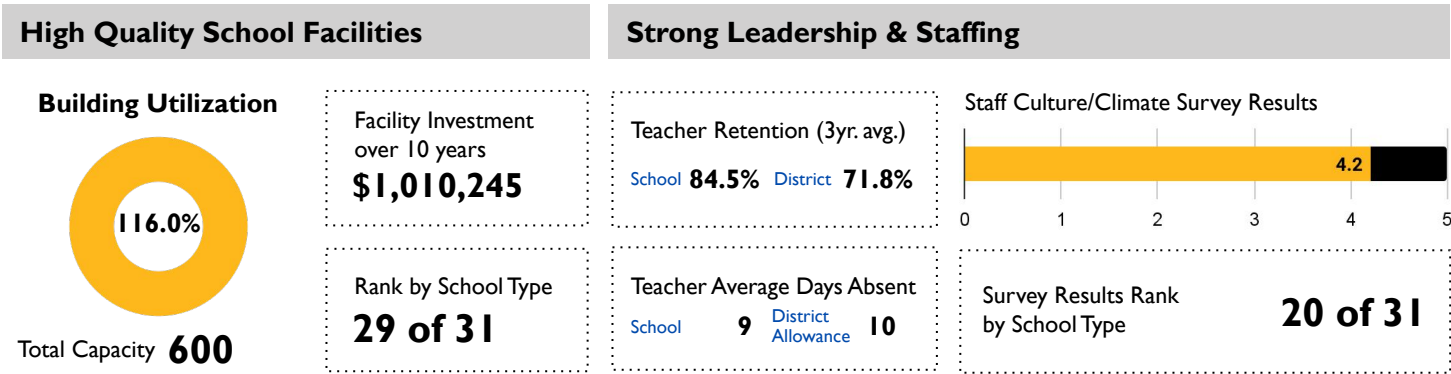 High Quality School Facilities
Building Utilization
116.0%
Total Capacity 600
Facility Investment
over 10 years
$1,010,245
Rank by School Type
29 of 31
Strong Leadership & Staffing
Teacher Retention (3yr. avg.)
School 84.5% District 71.8%
Teacher Average Days Absent
School 9 District Allowance 10
Staff Culture/Climate Survey Results
4.2
0 1 2 3 4 5
Survey Results Rank
by School Type
20 of 31